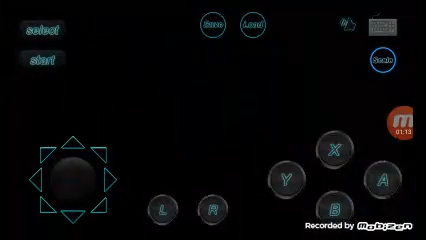 select
Save
Load
start
Scale
01:13
X
Y
A
L
R
B
Recorded by Mobizen